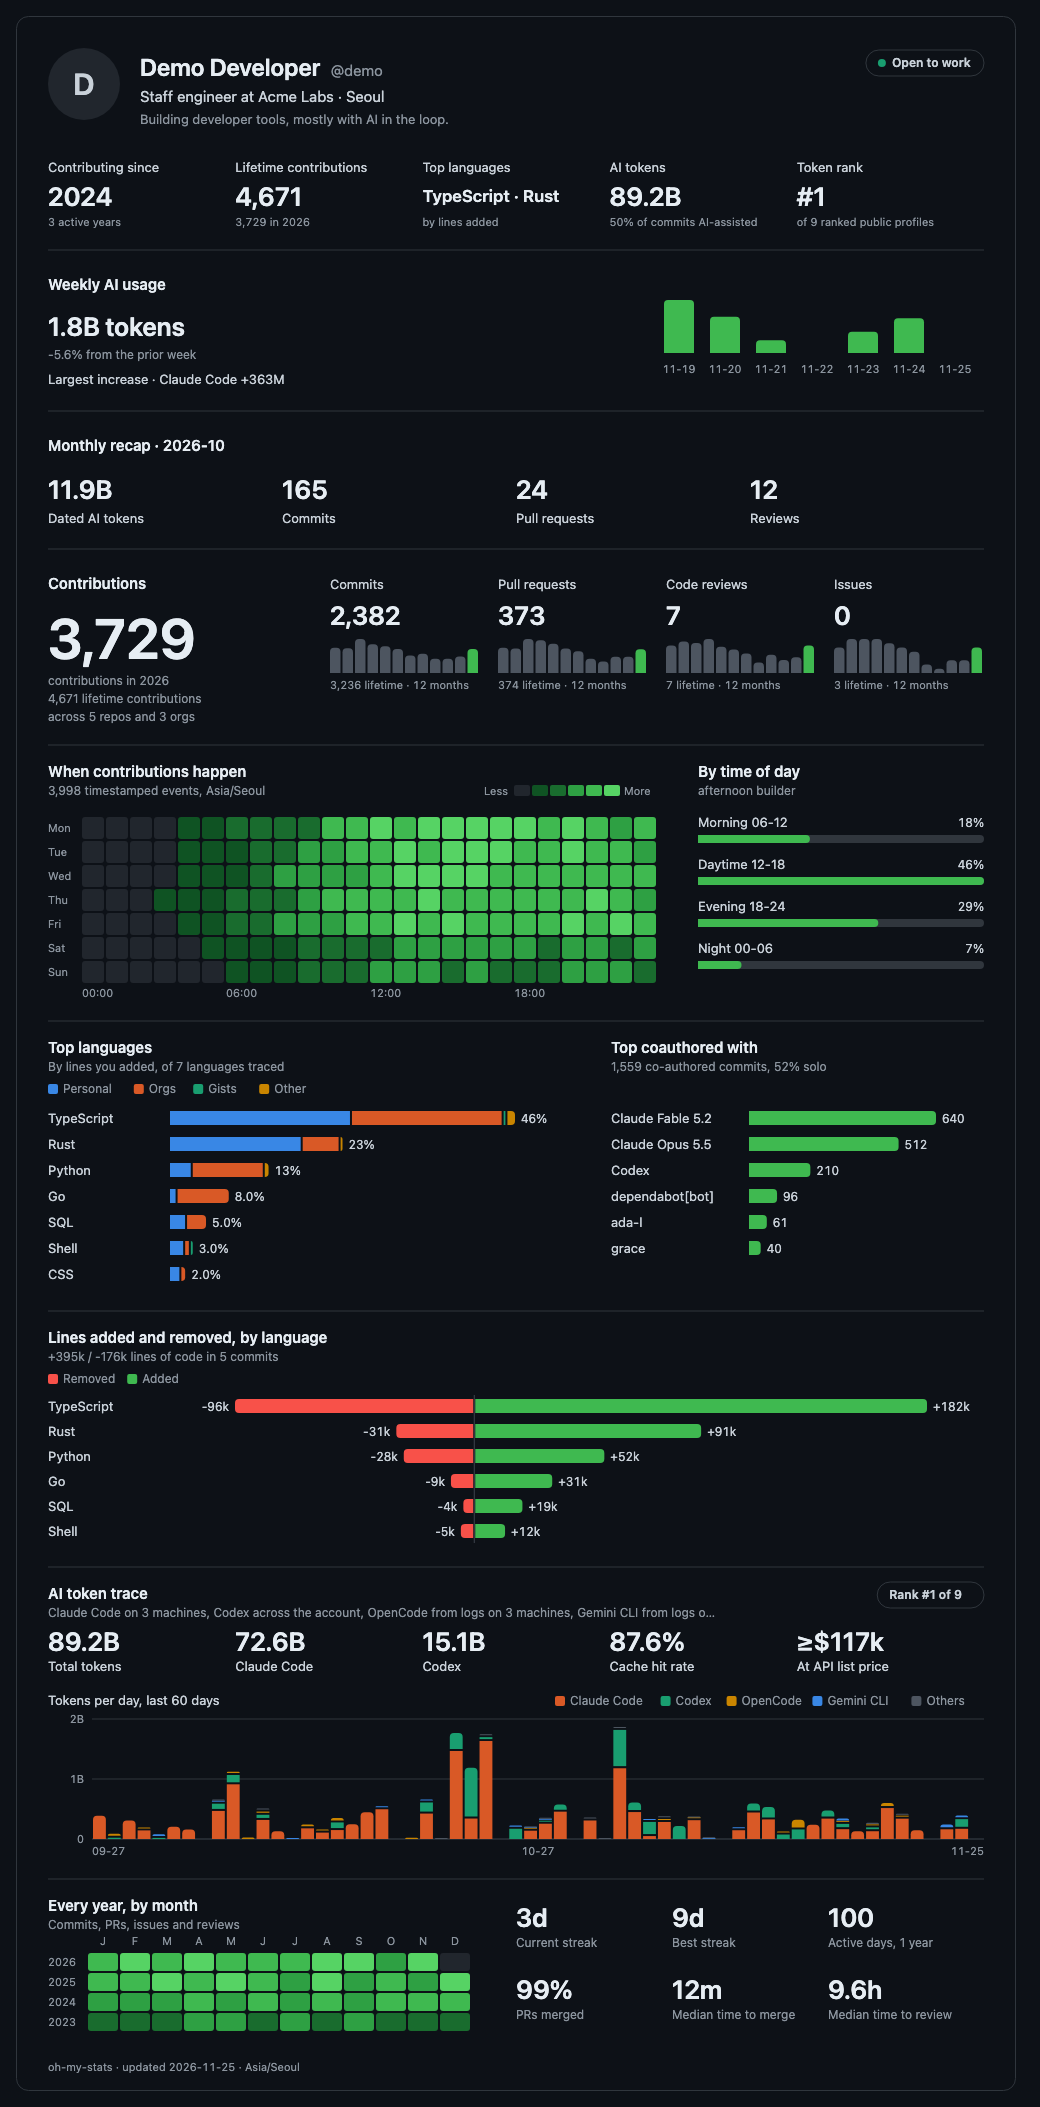 D
Demo Developer @demo
Open to work
Staff engineer at Acme Labs · Seoul
Building developer tools, mostly with AI in the loop.
Contributing since
2024
3 active years
Lifetime contributions
4,671
3,729 in 2026
Top languages
TypeScript · Rust
by lines added
AI tokens
89.2B
50% of commits AI-assisted
Token rank
#1
of 9 ranked public profiles
Weekly AI usage
1.8B tokens
-5.6% from the prior week
Largest increase · Claude Code +363M
11-19 11-20 11-21 11-22 11-23 11-24 11-25
Monthly recap · 2026-10
11.9B
Dated AI tokens
165
Commits
24
Pull requests
12
Reviews
Contributions
3,729
contributions in 2026
4,671 lifetime contributions
across 5 repos and 3 orgs
Commits
2,382
3,236 lifetime · 12 months
Pull requests
373
374 lifetime · 12 months
Code reviews
7
7 lifetime · 12 months
Issues
0
3 lifetime · 12 months
When contributions happen
3,998 timestamped events, Asia/Seoul
Less More
Mon
Tue
Wed
Thu
Fri
Sat
Sun
00:00 06:00 12:00 18:00
By time of day
afternoon builder
Morning 06-12 18%
Daytime 12-18 46%
Evening 18-24 29%
Night 00-06 7%
Top languages
By lines you added, of 7 languages traced
Personal Orgs Gists Other
TypeScript 46%
Rust 23%
Python 13%
Go 8.0%
SQL 5.0%
Shell 3.0%
CSS 2.0%
Top coauthored with
1,559 co-authored commits, 52% solo
Claude Fable 5.2 640
Claude Opus 5.5 512
Codex 210
dependabot[bot] 96
ada-l 61
grace 40
Lines added and removed, by language
+395k / -176k lines of code in 5 commits
Removed Added
TypeScript -96k +182k
Rust -31k +91k
Python -28k +52k
Go -9k +31k
SQL -4k +19k
Shell -5k +12k
AI token trace
Rank #1 of 9
Claude Code on 3 machines, Codex across the account, OpenCode from logs on 3 machines, Gemini CLI from logs o...
89.2B
Total tokens
72.6B
Claude Code
15.1B
Codex
87.6%
Cache hit rate
≥$117k
At API list price
Tokens per day, last 60 days
Claude Code Codex OpenCode Gemini CLI Others
2B
1B
0
09-27 10-27 11-25
Every year, by month
Commits, PRs, issues and reviews
J F M A M J J A S O N D
2026
2025
2024
2023
3d
Current streak
9d
Best streak
100
Active days, 1 year
99%
PRs merged
12m
Median time to merge
9.6h
Median time to review
oh-my-stats · updated 2026-11-25 · Asia/Seoul